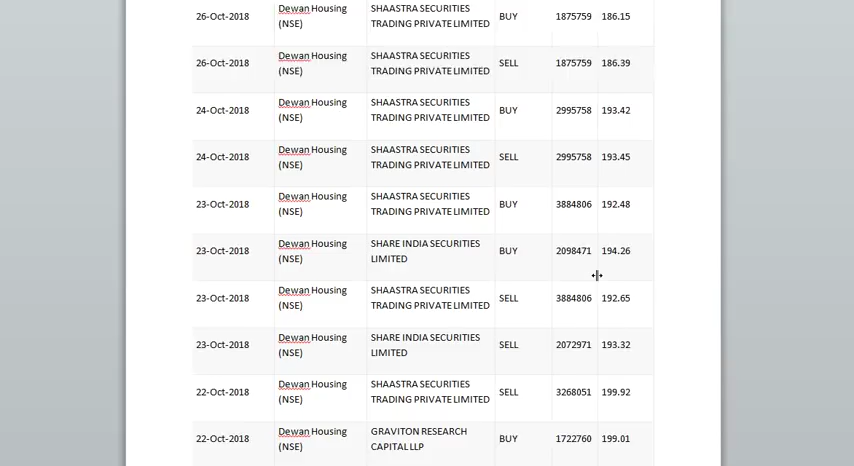 26-Oct-2018 Dewan Housing (NSE) SHAASTRA SECURITIES TRADING PRIVATE LIMITED BUY 1875759 186.15
26-Oct-2018 Dewan Housing (NSE) SHAASTRA SECURITIES TRADING PRIVATE LIMITED SELL 1875759 186.39
24-Oct-2018 Dewan Housing (NSE) SHAASTRA SECURITIES TRADING PRIVATE LIMITED BUY 2995758 193.42
24-Oct-2018 Dewan Housing (NSE) SHAASTRA SECURITIES TRADING PRIVATE LIMITED SELL 2995758 193.45
23-Oct-2018 Dewan Housing (NSE) SHAASTRA SECURITIES TRADING PRIVATE LIMITED BUY 3884806 192.48
23-Oct-2018 Dewan Housing (NSE) SHARE INDIA SECURITIES LIMITED BUY 2098471 194.26
23-Oct-2018 Dewan Housing (NSE) SHAASTRA SECURITIES TRADING PRIVATE LIMITED SELL 3884806 192.65
23-Oct-2018 Dewan Housing (NSE) SHARE INDIA SECURITIES LIMITED SELL 2072971 193.32
22-Oct-2018 Dewan Housing (NSE) SHAASTRA SECURITIES TRADING PRIVATE LIMITED SELL 3268051 199.92
22-Oct-2018 Dewan Housing (NSE) GRAVITON RESEARCH CAPITAL LLP BUY 1722760 199.01